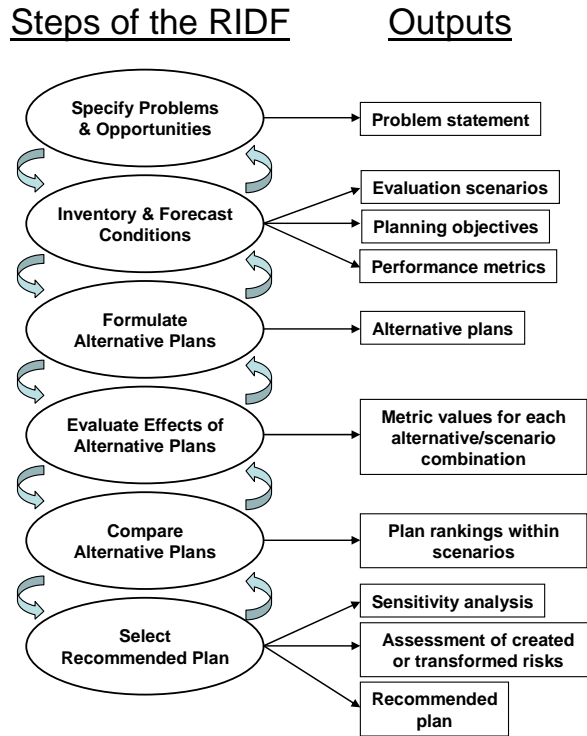 Steps of the RIDF
Outputs
Specify Problems
& Opportunities
Problem statement
Inventory & Forecast
Conditions
Evaluation scenarios
Planning objectives
Performance metrics
Formulate
Alternative Plans
Alternative plans
Evaluate Effects of
Alternative Plans
Metric values for each
alternative/scenario
combination
Compare
Alternative Plans
Plan rankings within
scenarios
Select
Recommended Plan
Sensitivity analysis
Assessment of created
or transformed risks
Recommended
plan